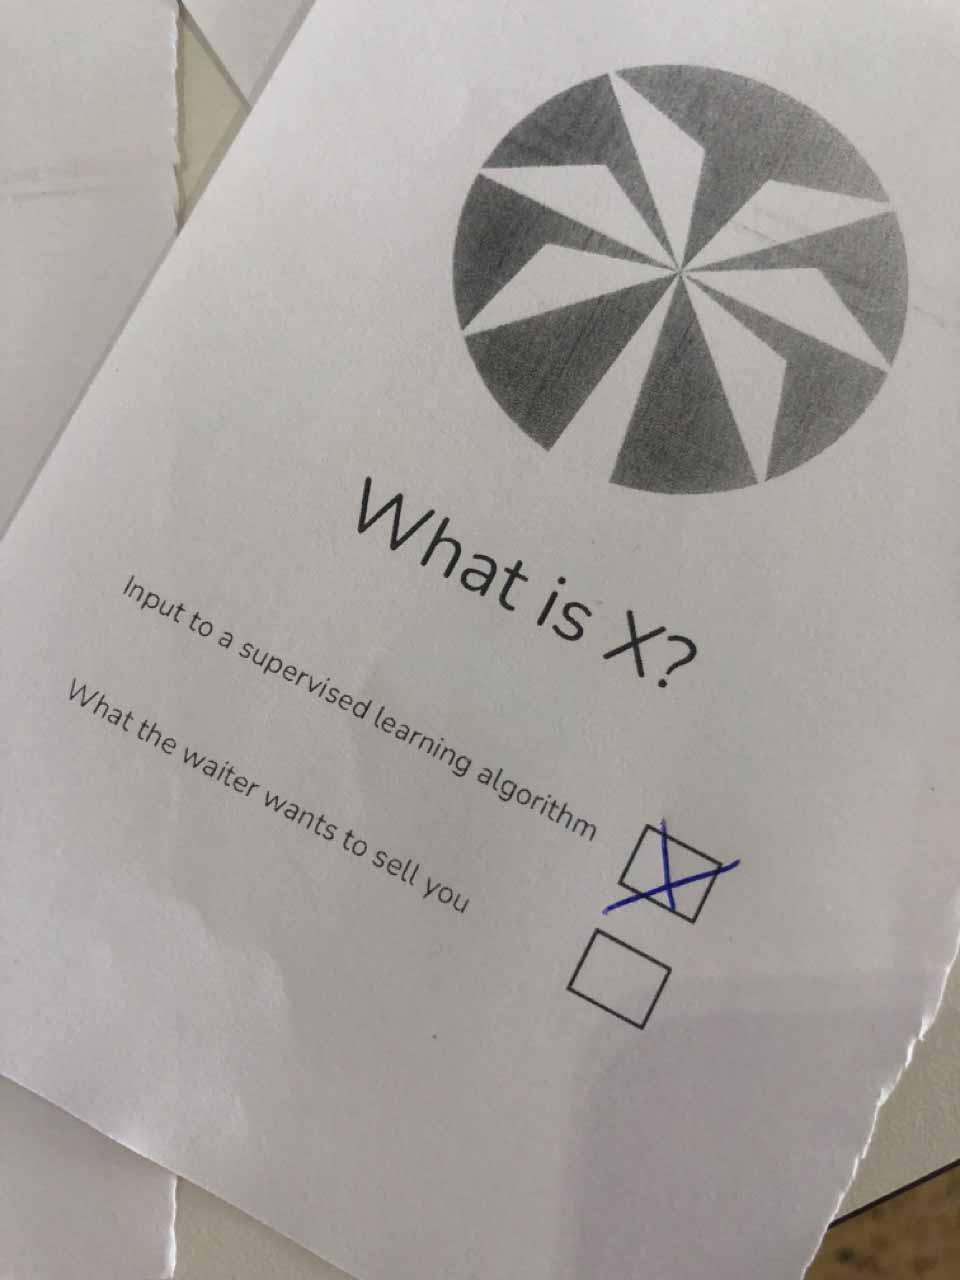 What is X?
Input to a supervised learning algorithm
What the waiter wants to sell you